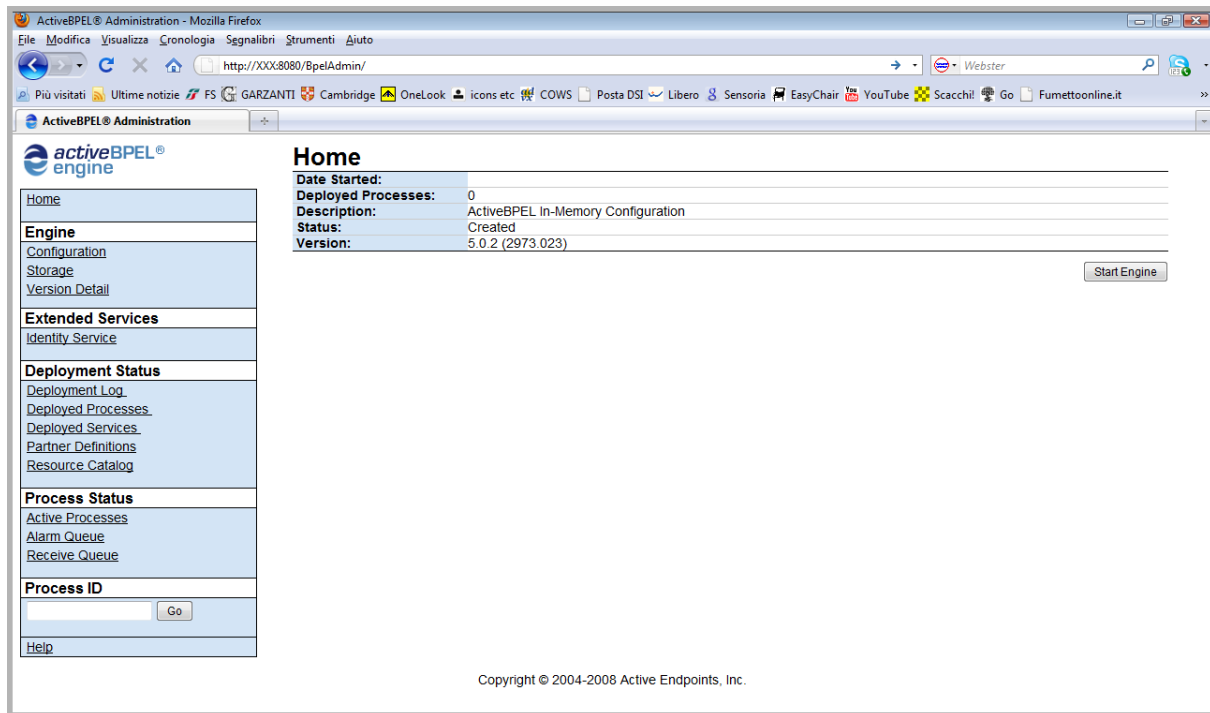 ActiveBPEL® Administration - Mozilla Firefox
File Modifica Visualizza Cronologia Segnalibri Strumenti Aiuto
http://XXX:8080/BpelAdmin/ Webster
Più visitati Ultime notizie FS GARZANTI Cambridge OneLook icons etc COWS Posta DSI Libero Sensoria EasyChair YouTube Scacchi! Go Fumettoonline.it »
ActiveBPEL® Administration
activeBPEL®
engine
Home
Engine
Configuration
Storage
Version Detail
Extended Services
Identity Service
Deployment Status
Deployment Log
Deployed Processes
Deployed Services
Partner Definitions
Resource Catalog
Process Status
Active Processes
Alarm Queue
Receive Queue
Process ID
Go
Help
Home
Date Started:
Deployed Processes: 0
Description: ActiveBPEL In-Memory Configuration
Status: Created
Version: 5.0.2 (2973.023)
Start Engine
Copyright © 2004-2008 Active Endpoints, Inc.